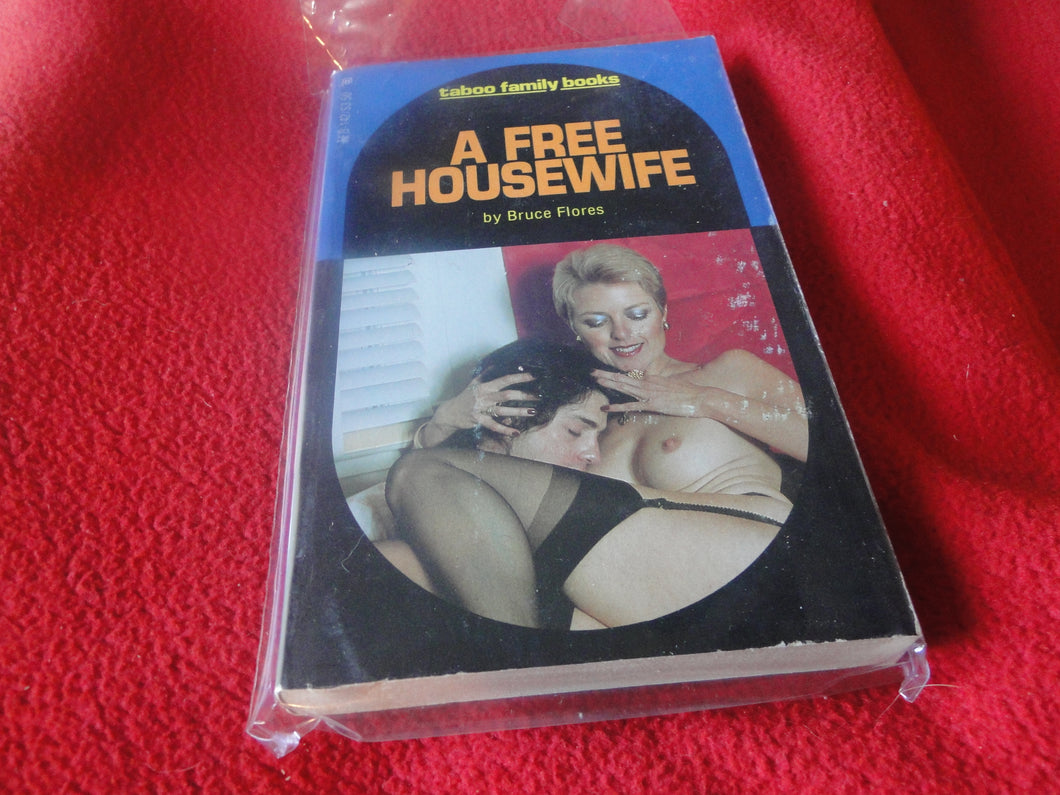 taboo family books
A FREE
HOUSEWIFE
by Bruce Flores